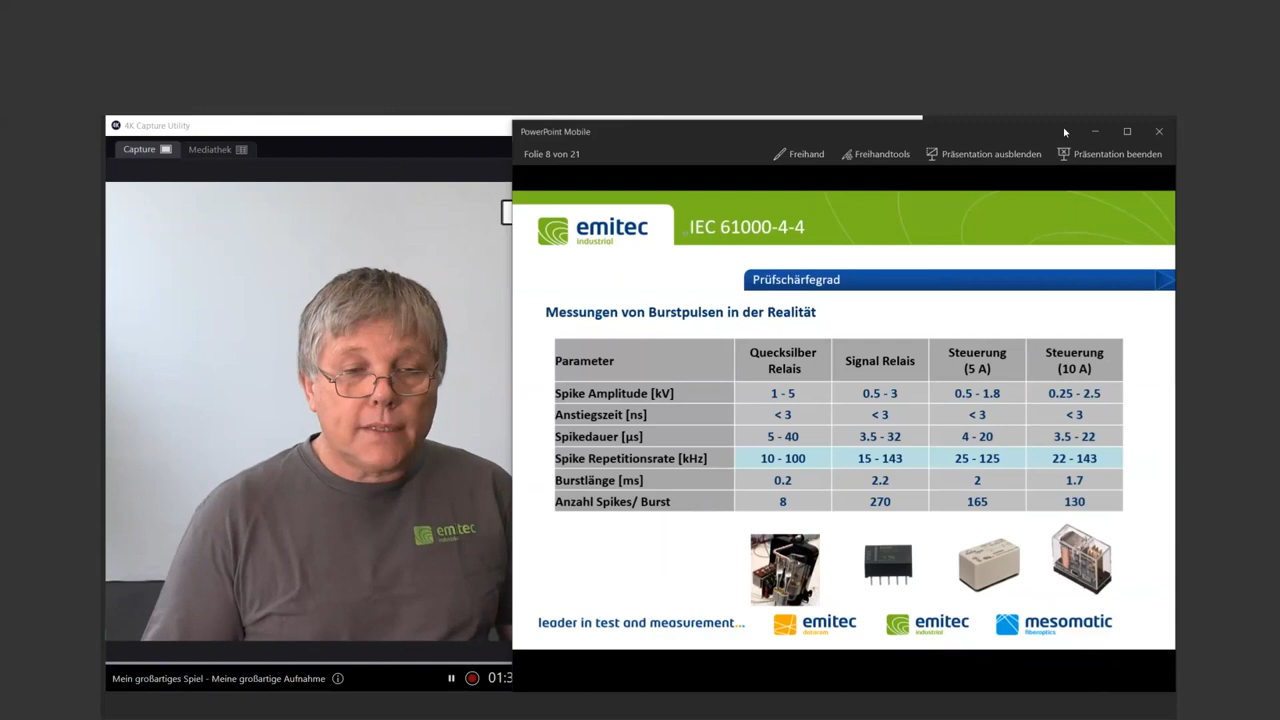 4K Capture Utility
Capture
Mediathek
Mein großartiges Spiel - Meine großartige Aufnahme
01:3
emitec
PowerPoint Mobile
Folie 8 von 21
Freihand
Freihandtools
Präsentation ausblenden
Präsentation beenden
emitec
industrial
IEC 61000-4-4
Prüfschärfegrad
Messungen von Burstpulsen in der Realität
Parameter Quecksilber Relais Signal Relais Steuerung (5 A) Steuerung (10 A)
Spike Amplitude [kV] 1 - 5 0.5 - 3 0.5 - 1.8 0.25 - 2.5
Anstiegszeit [ns] < 3 < 3 < 3 < 3
Spikedauer [µs] 5 - 40 3.5 - 32 4 - 20 3.5 - 22
Spike Repetitionsrate [kHz] 10 - 100 15 - 143 25 - 125 22 - 143
Burstlänge [ms] 0.2 2.2 2 1.7
Anzahl Spikes/ Burst 8 270 165 130
leader in test and measurement...
emitec
datacom
emitec
industrial
mesomatic
fiberoptics